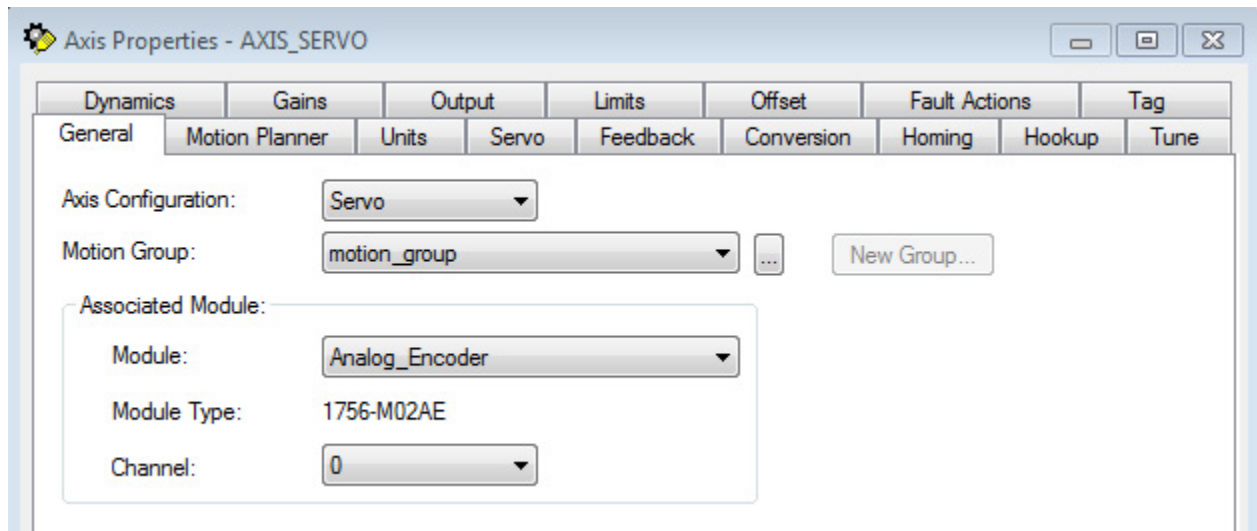 Axis Properties - AXIS_SERVO
Dynamics Gains Output Limits Offset Fault Actions Tag
General Motion Planner Units Servo Feedback Conversion Homing Hookup Tune
Axis Configuration: Servo
Motion Group: motion_group ... New Group...
Associated Module:
Module: Analog_Encoder
Module Type: 1756-M02AE
Channel: 0